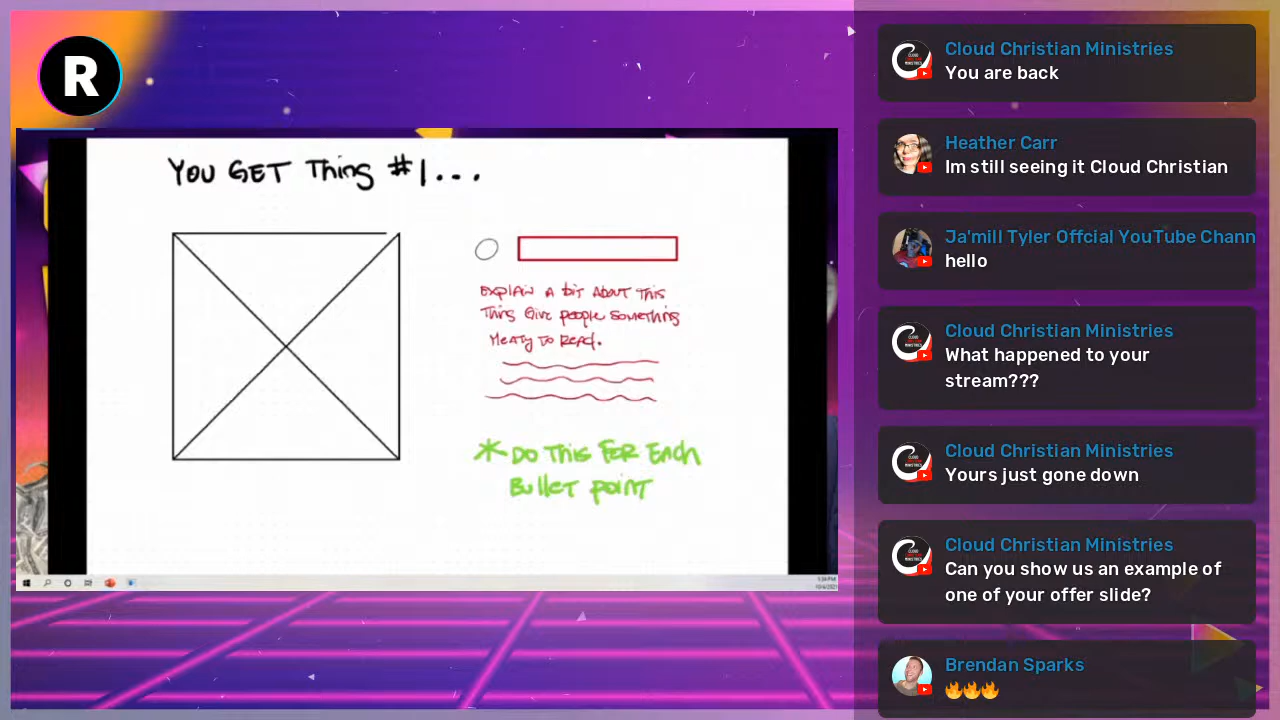 R
YOU GET Thing #1...
EXPLAIN A bit ABOUT This
Thing Give people something
Meaty To Read.
* DO THIS FOR EACH
Bullet point
1:34 PM
Cloud Christian Ministries
You are back
Heather Carr
Im still seeing it Cloud Christian
Ja'mill Tyler Offcial YouTube Chann
hello
Cloud Christian Ministries
What happened to your
stream???
Cloud Christian Ministries
Yours just gone down
Cloud Christian Ministries
Can you show us an example of
one of your offer slide?
Brendan Sparks
🔥🔥🔥